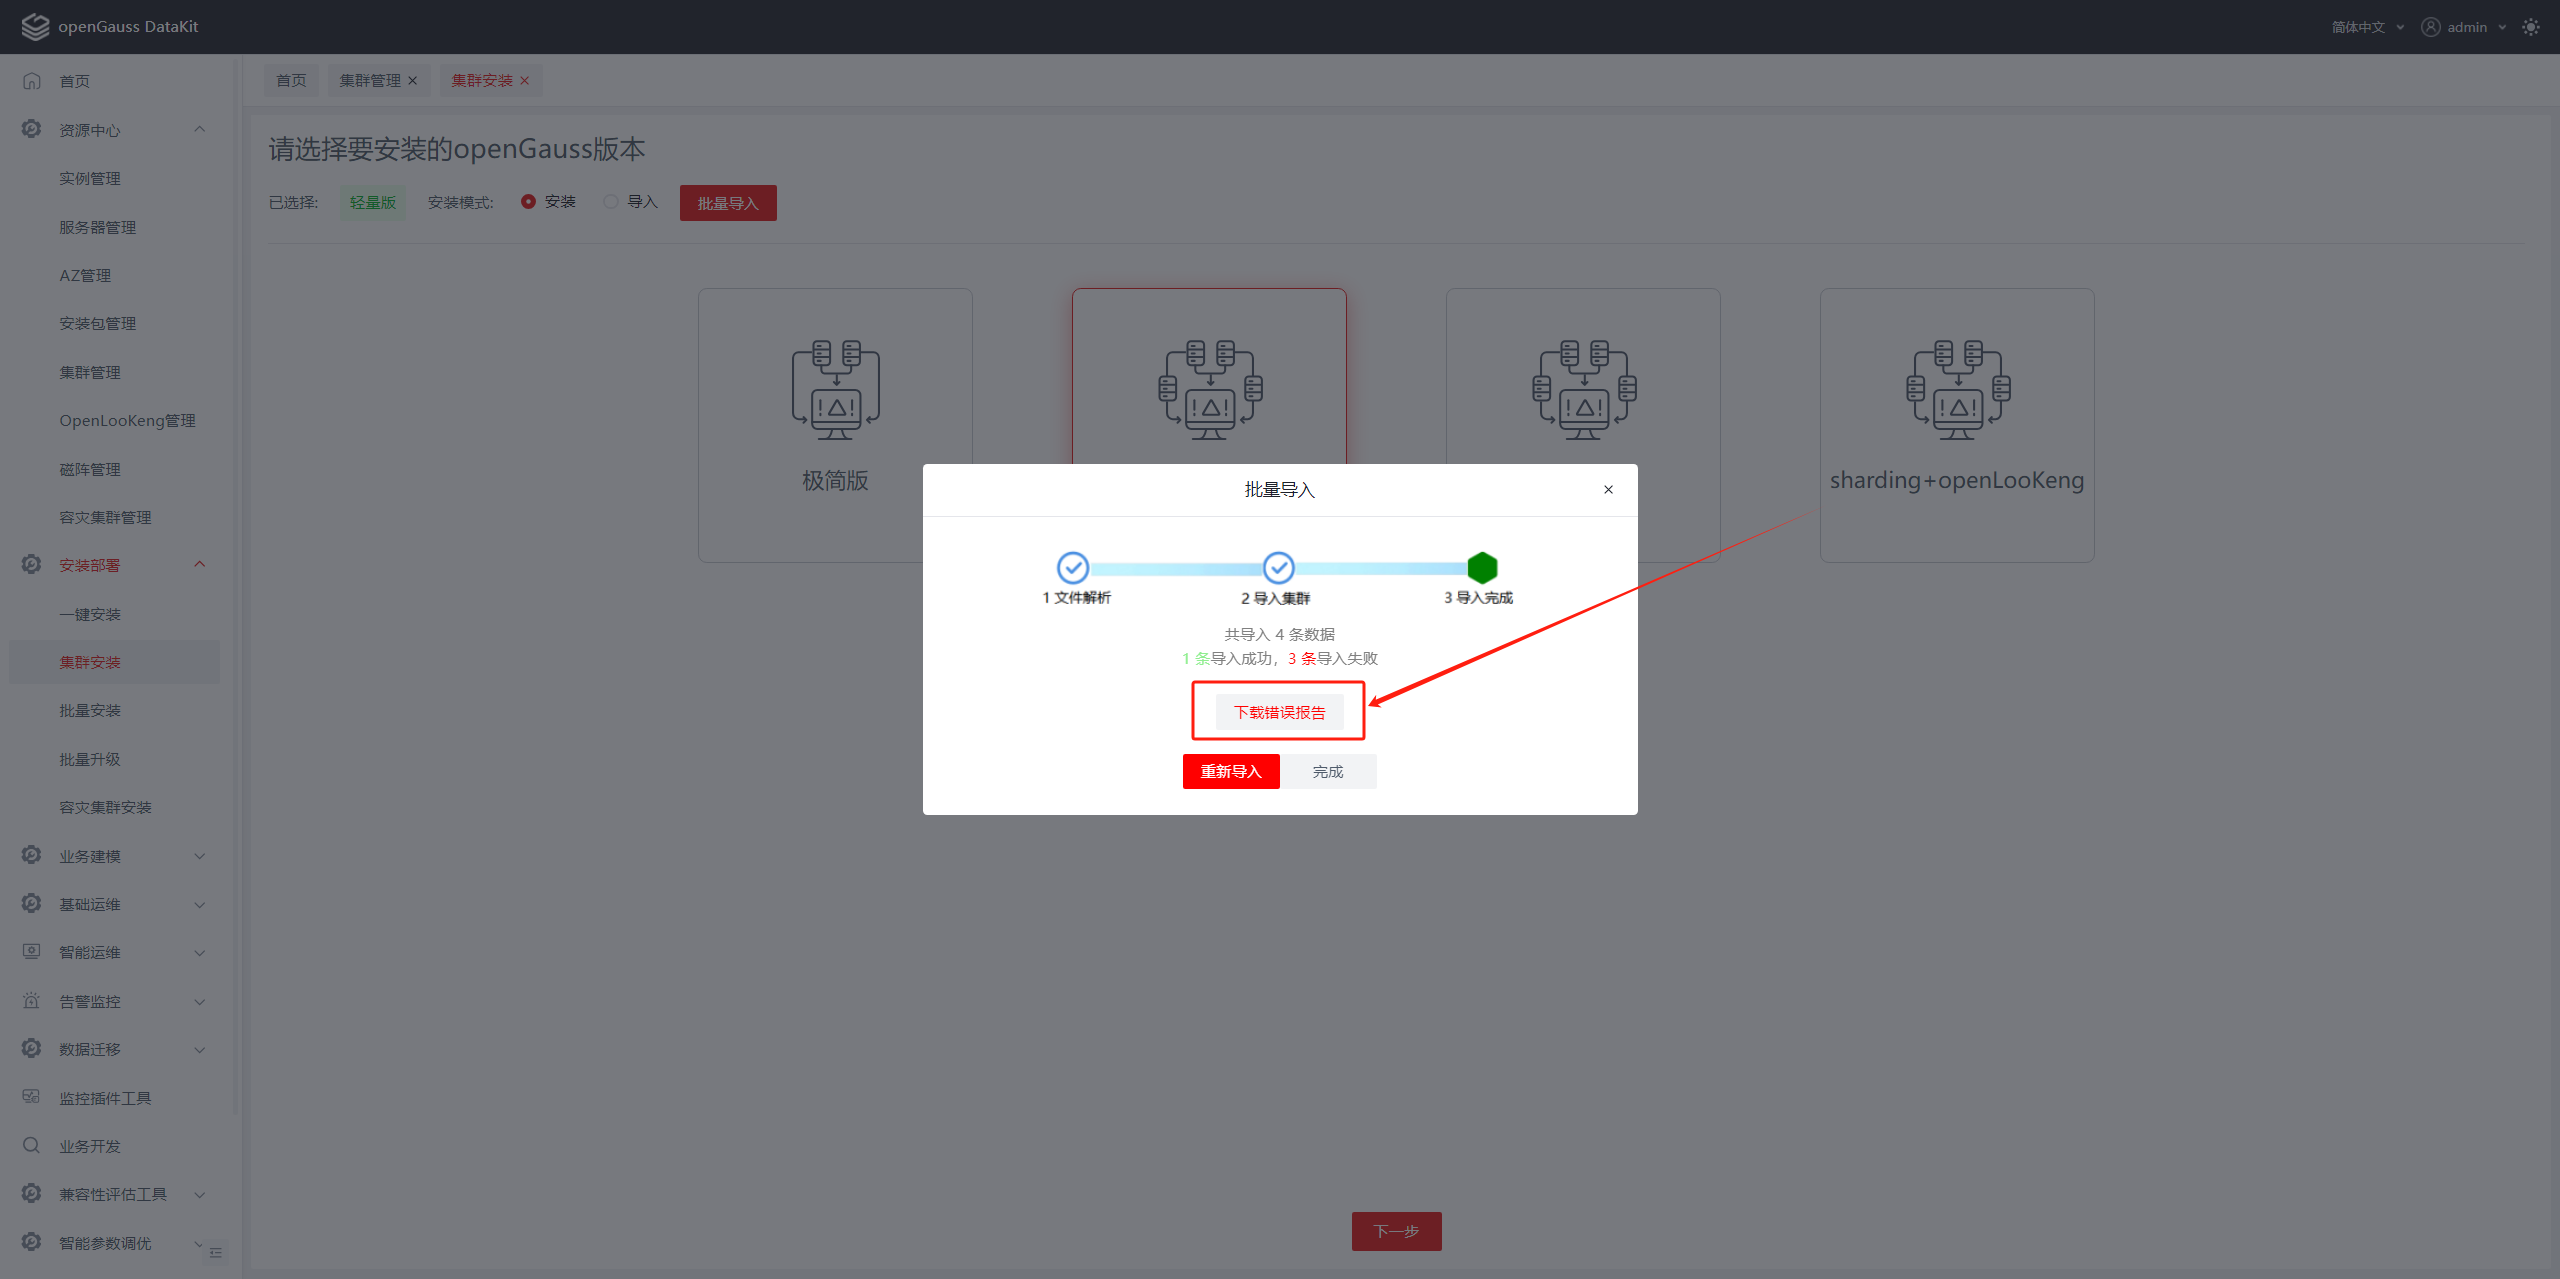 openGauss DataKit
简体中文
admin
首页
资源中心
实例管理
服务器管理
AZ管理
安装包管理
集群管理
OpenLooKeng管理
磁阵管理
容灾集群管理
安装部署
一键安装
集群安装
批量安装
批量升级
容灾集群安装
业务建模
基础运维
智能运维
告警监控
数据迁移
监控插件工具
业务开发
兼容性评估工具
智能参数调优
首页
集群管理
集群安装
请选择要安装的openGauss版本
已选择: 轻量版 安装模式: 安装 导入 批量导入
极简版
sharding+openLooKeng
批量导入
1 文件解析
2 导入集群
3 导入完成
共导入 4 条数据
1 条导入成功，3 条导入失败
下载错误报告
重新导入
完成
下一步